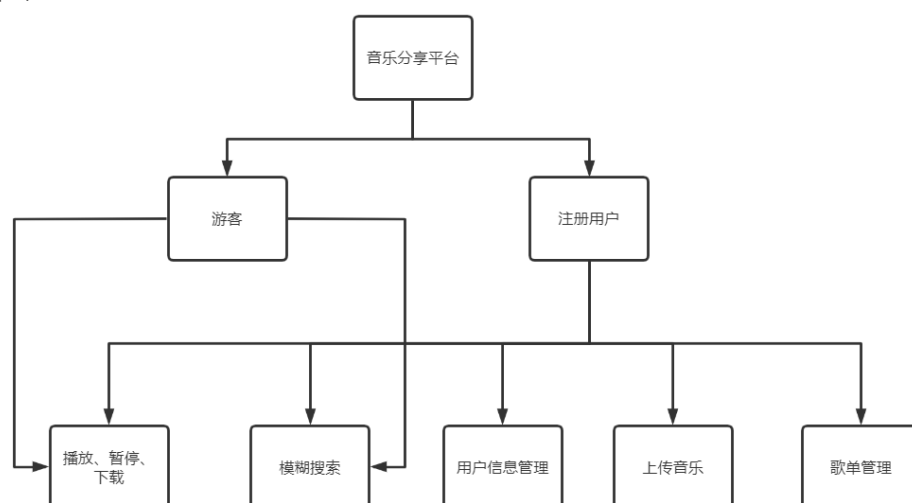 音乐分享平台
游客
注册用户
播放、暂停、
下载
模糊搜索
用户信息管理
上传音乐
歌单管理